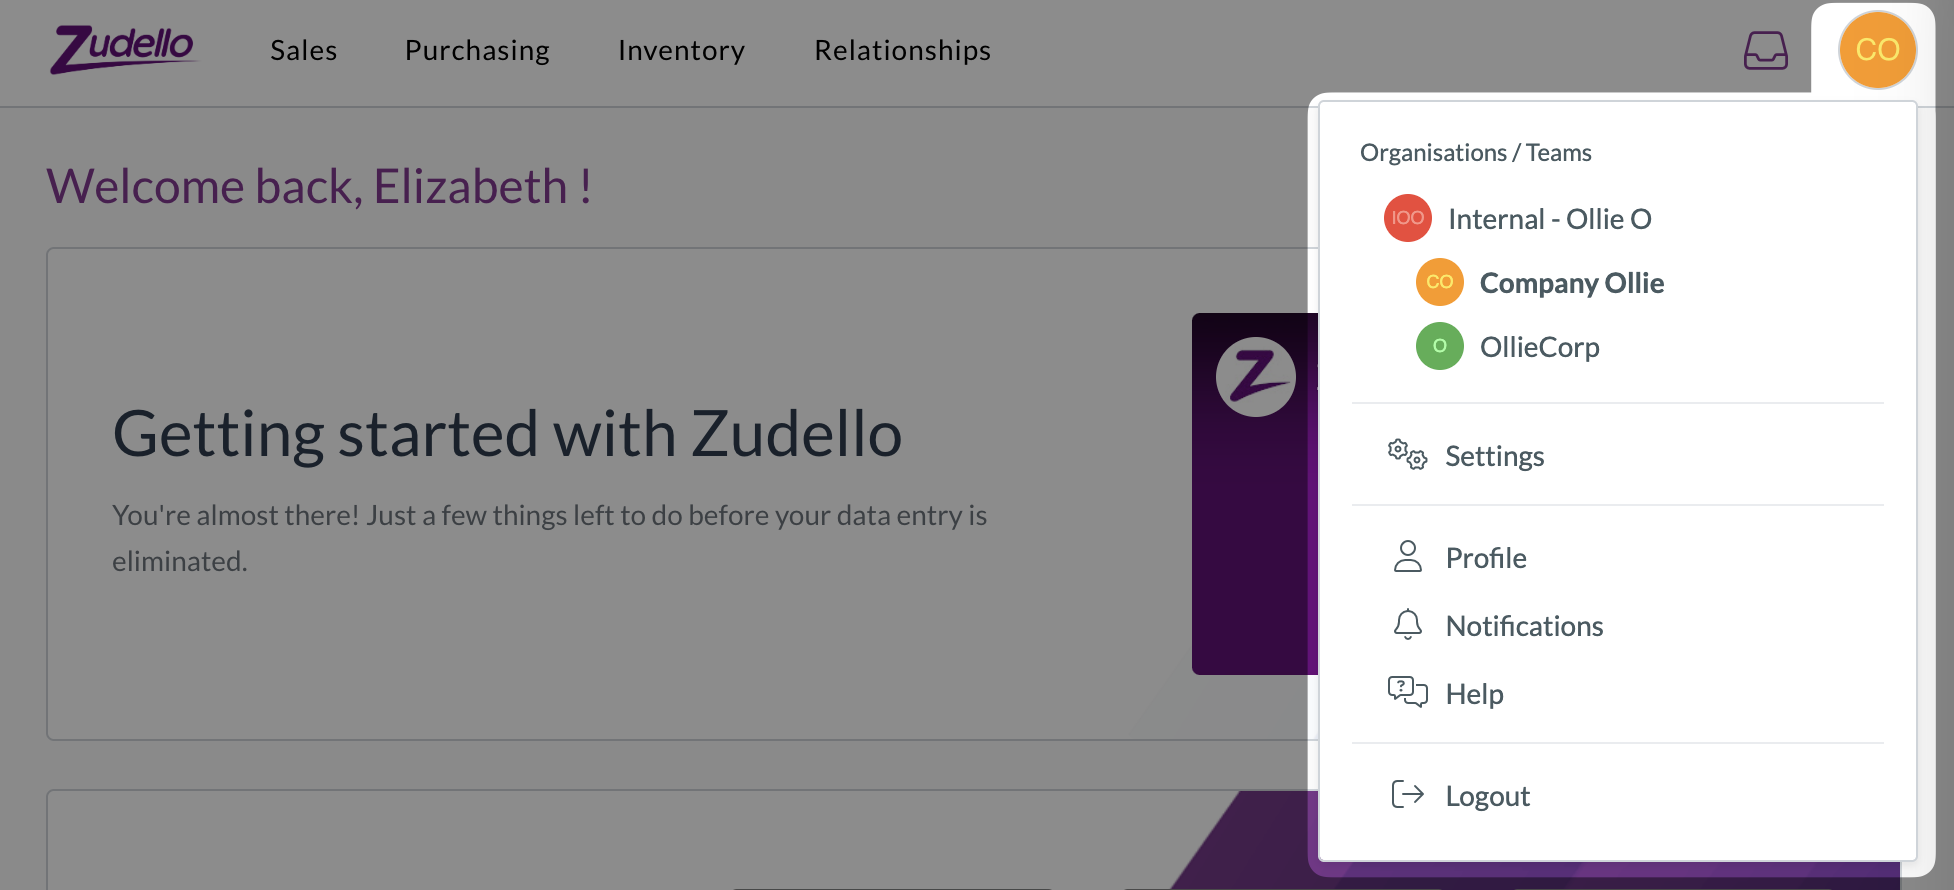 Zudello
Sales
Purchasing
Inventory
Relationships
CO
Welcome back, Elizabeth !
Getting started with Zudello
You're almost there! Just a few things left to do before your data entry is
eliminated.
Z
Organisations / Teams
IOO Internal - Ollie O
CO Company Ollie
O OllieCorp
Settings
Profile
Notifications
? Help
Logout